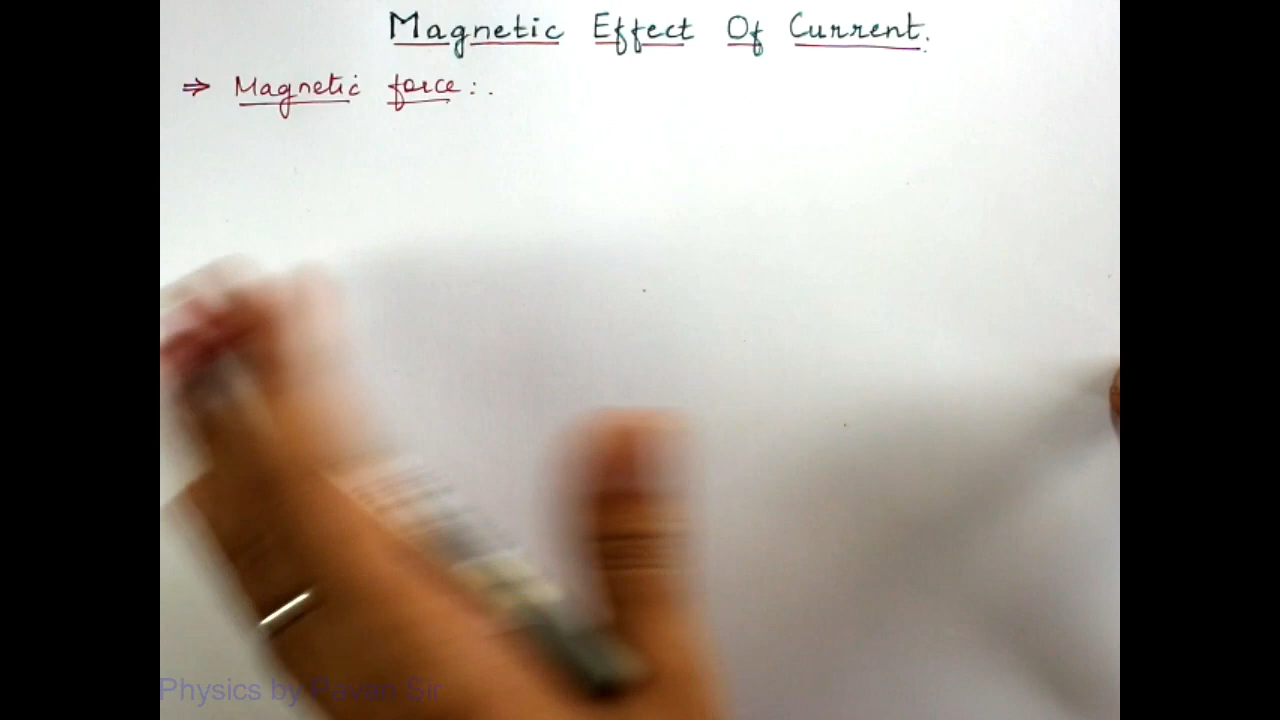 Magnetic Effect Of Current.
⇒ Magnetic force :.
Physics by Pavan Sir